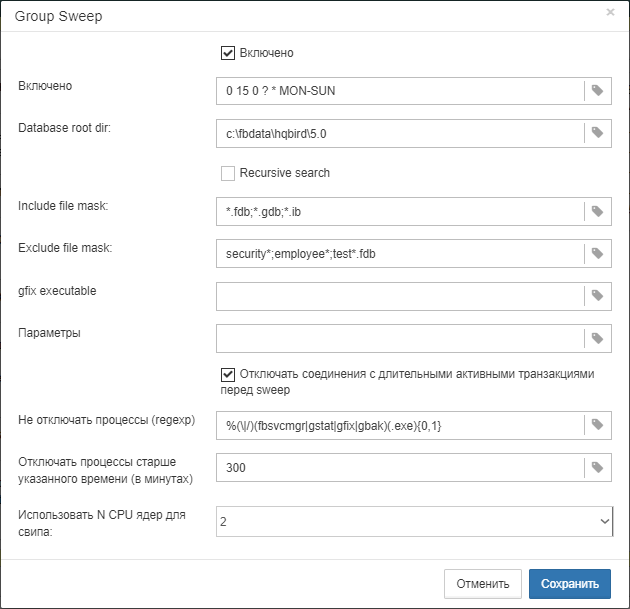 Group Sweep
×
Включено
Включено
0 15 0 ? * MON-SUN
Database root dir:
c:\fbdata\hqbird\5.0
Recursive search
Include file mask:
*.fdb;*.gdb;*.ib
Exclude file mask:
security*;employee*;test*.fdb
gfix executable
Параметры
Отключать соединения с длительными активными транзакциями
перед sweep
Не отключать процессы (regexp)
%(\|/)(fbsvcmgr|gstat|gfix|gbak)(.exe){0,1}
Отключать процессы старше
указанного времени (в минутах)
300
Использовать N CPU ядер для
свипа:
2
Отменить
Сохранить